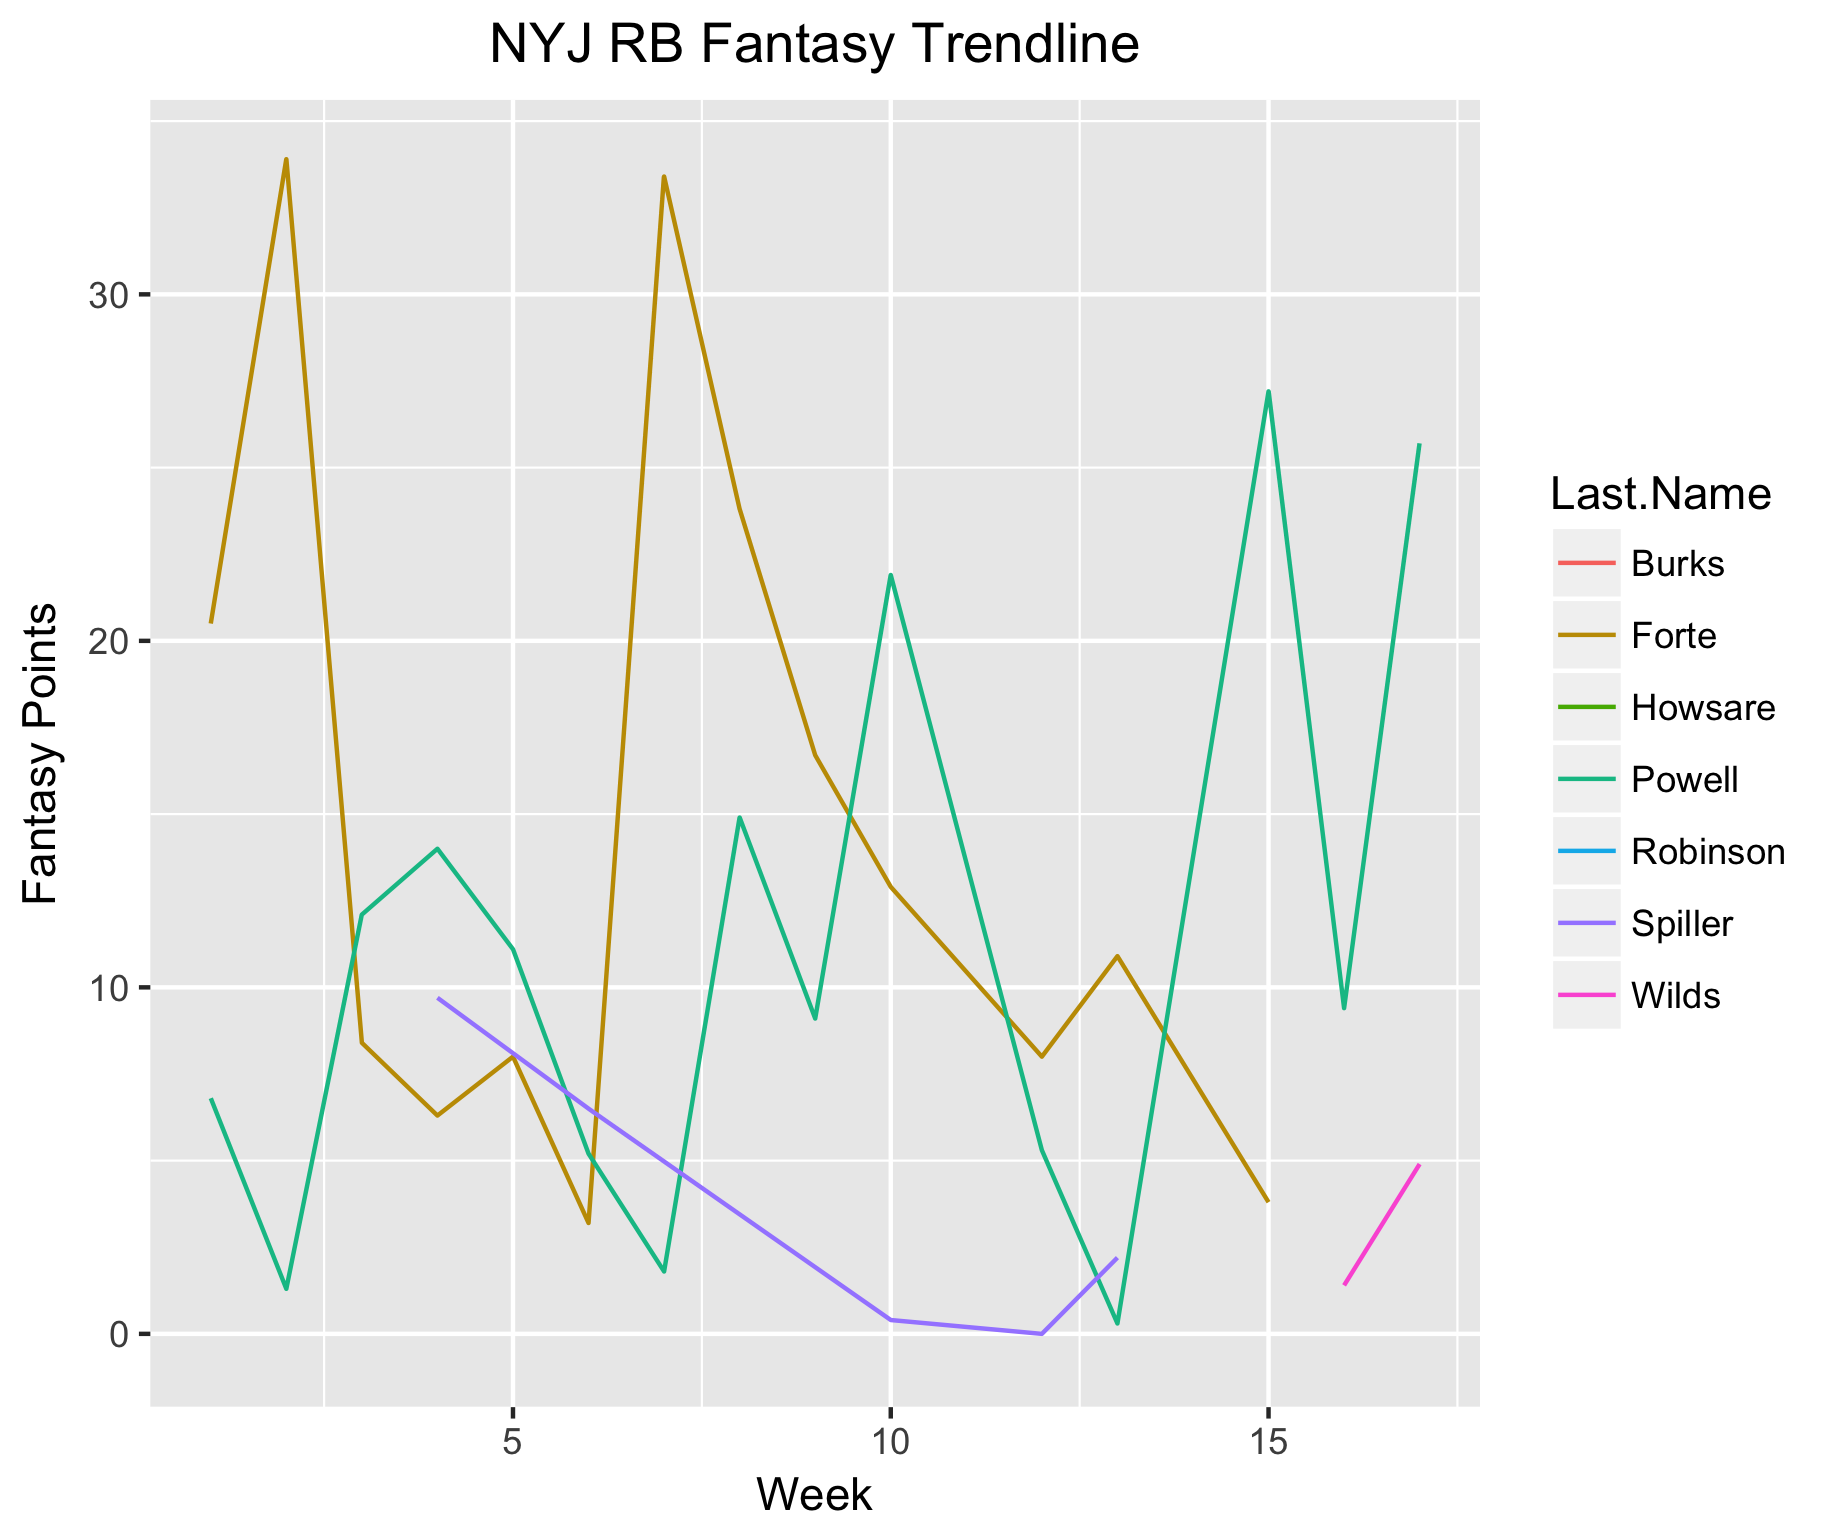 NYJ RB Fantasy Trendline
Fantasy Points
30
20
10
0
5
10
15
Week
Last.Name
Burks
Forte
Howsare
Powell
Robinson
Spiller
Wilds